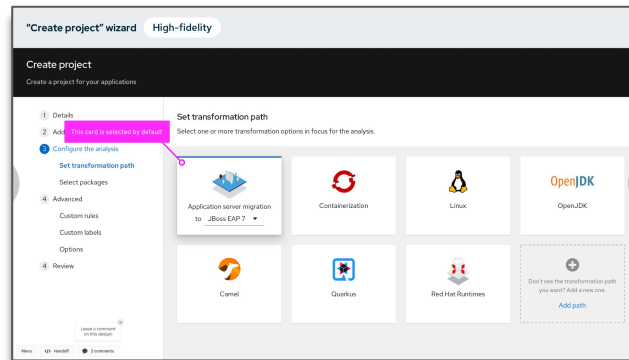 "Create project" wizard
High-fidelity
Create project
Create a project for your applications
1 Details
2 Add
This card is selected by default
3 Configure the analysis
Set transformation path
Select packages
4 Advanced
Custom rules
Custom labels
Options
4 Review
Set transformation path
Select one or more transformation options in focus for the analysis.
Application server migration
to JBoss EAP 7
Containerization
Linux
OpenJDK
OpenJDK
Camel
Quarkus
Red Hat Runtimes
Don't see the transformation path
you want? Add a new one.
Add path
Leave a comment
on this design!
Menu
</> Handoff
2 comments